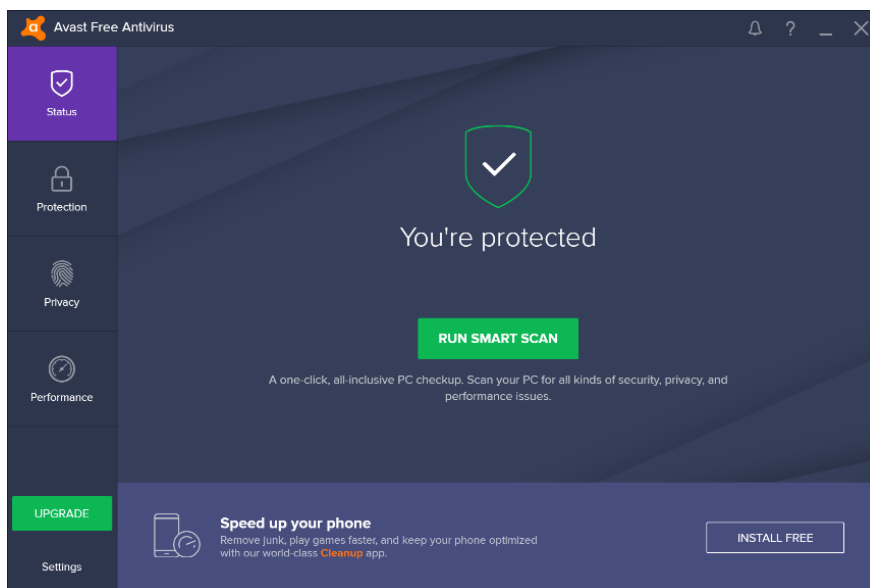 Avast Free Antivirus
?
Status
Protection
Privacy
Performance
UPGRADE
Settings
You're protected
RUN SMART SCAN
A one-click, all-inclusive PC checkup. Scan your PC for all kinds of security, privacy, and
performance issues.
Speed up your phone
Remove junk, play games faster, and keep your phone optimized
with our world-class Cleanup app.
INSTALL FREE